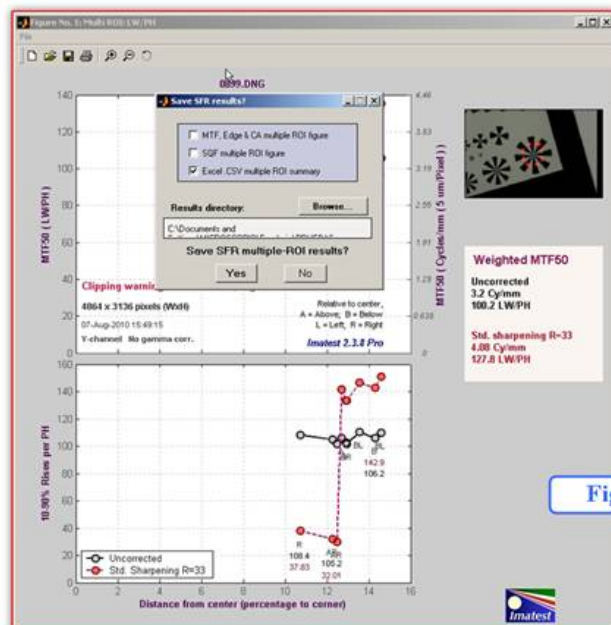 Figure No. 1: Multi ROI: LW/PH
File
0899.DNG
Save SFR results?
MTF, Edge & CA multiple ROI figure
SQF multiple ROI figure
Excel .CSV multiple ROI summary
Results directory:
Browse...
C:\Documents and
Save SFR multiple-ROI results?
Yes
No
MTF50 (LW/PH)
140
120
100
80
60
40
20
0
4.46
3.83
3.19
2.55
1.91
1.28
0.638
0
MTF50 (Cycles/mm (5 um/Pixel)
Clipping warning
4864 x 3136 pixels (WxH)
07-Aug-2010 15:49:15
Y-channel No gamma corr.
Relative to center,
A = Above; B = Below
L = Left, R = Right
Imatest 2.3.8 Pro
Weighted MTF50
Uncorrected
3.2 Cy/mm
100.2 LW/PH
Std. sharpening R=33
4.08 Cy/mm
127.8 LW/PH
10-90% Rises per PH
160
140
120
100
80
60
40
20
0
BL
BL
B
142.9
106.2
R
108.4
37.83
105.2
32.01
Uncorrected
Std. Sharpening R=33
0 2 4 6 8 10 12 14 16
Distance from center (percentage to corner)
Fig
Imatest